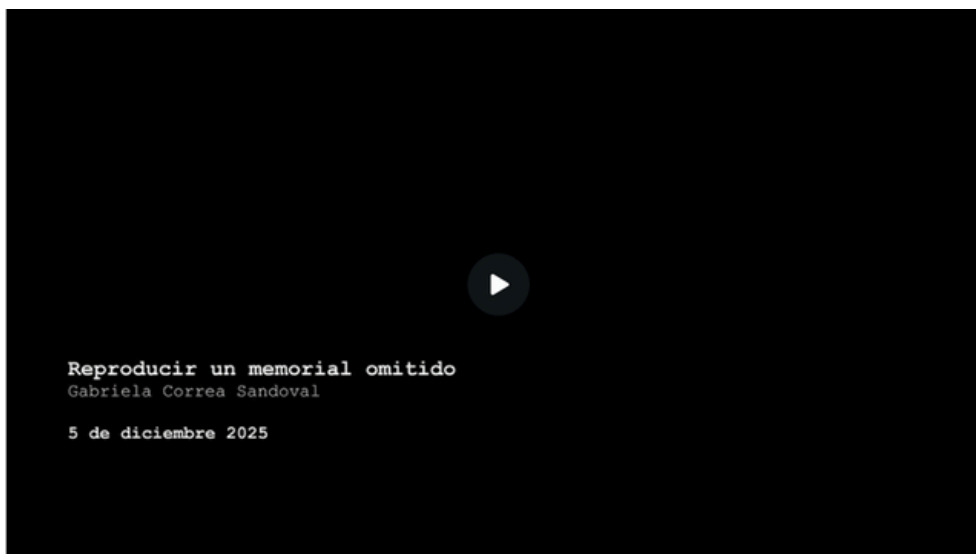 Reproducir un memorial omitido
Gabriela Correa Sandoval
5 de diciembre 2025